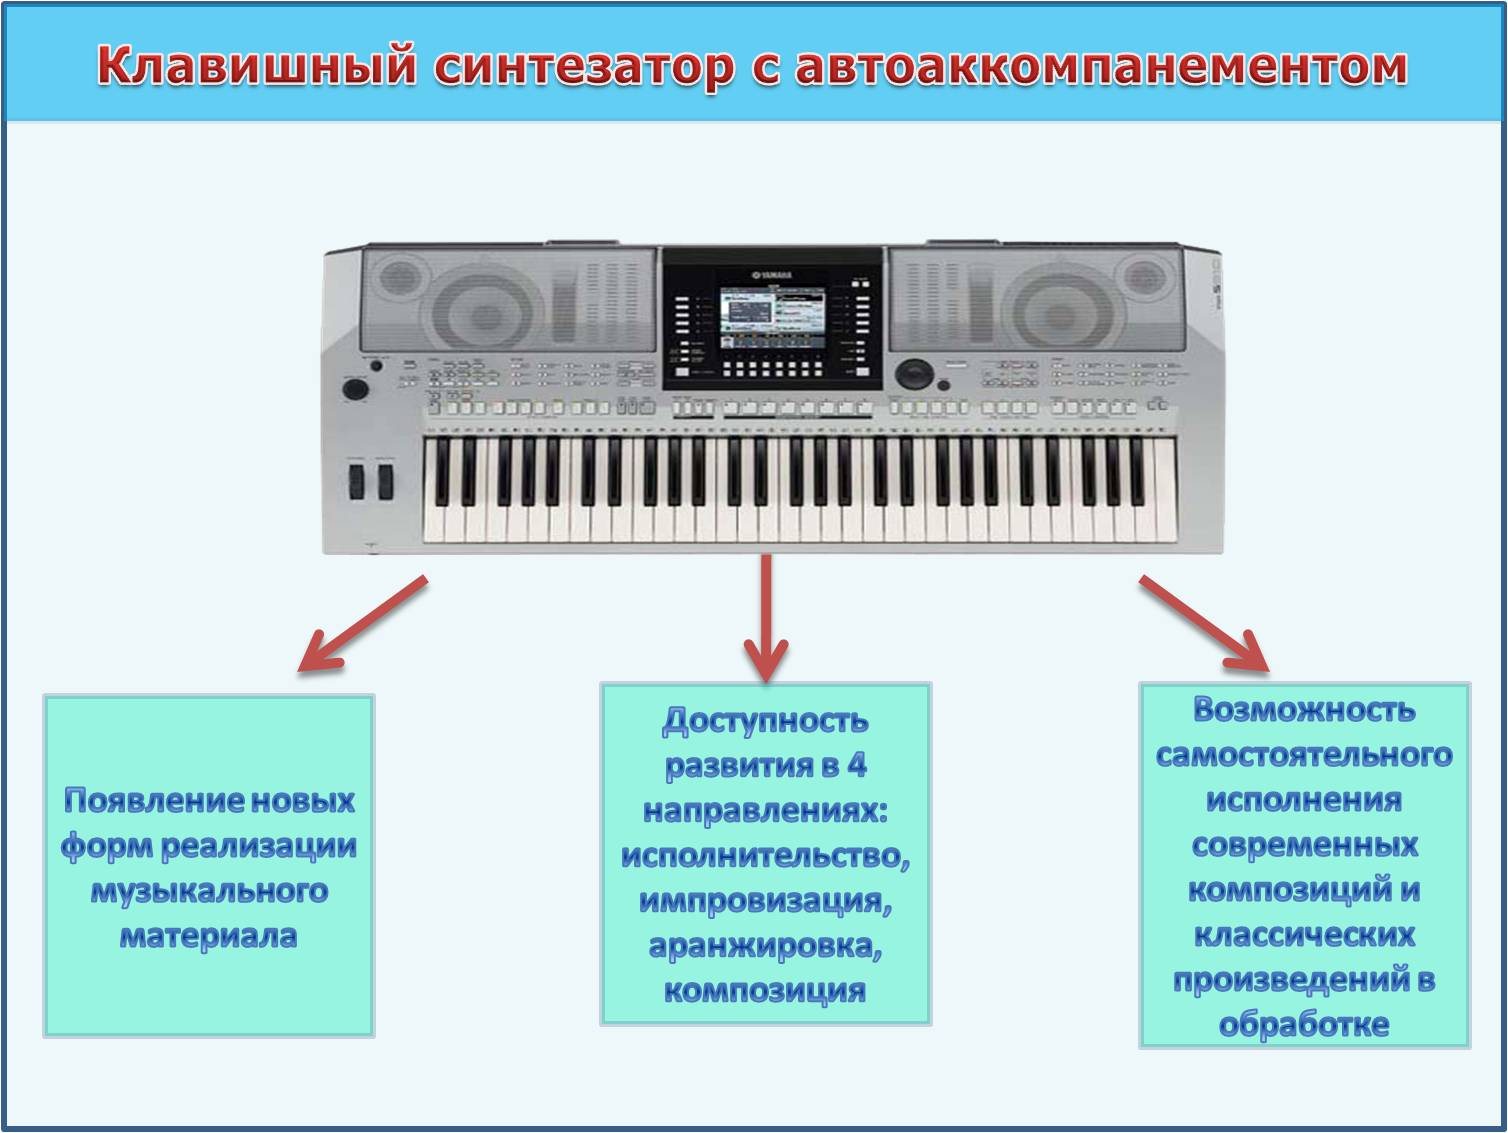 Клавишный синтезатор с автоаккомпанементом
YAMAHA
Появление новых
форм реализации
музыкального
материала
Доступность
развития в 4
направлениях:
исполнительство,
импровизация,
аранжировка,
композиция
Возможность
самостоятельного
исполнения
современных
композиций и
классических
произведений в
обработке